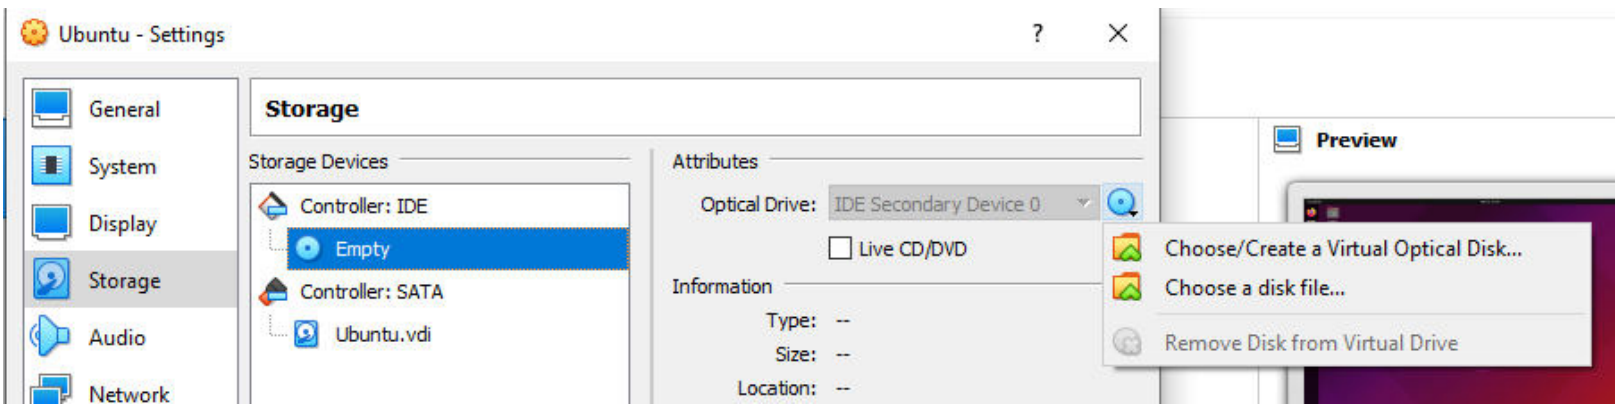 Ubuntu - Settings
?
General
System
Display
Storage
Audio
Network
Storage
Storage Devices
Controller: IDE
Empty
Controller: SATA
Ubuntu.vdi
Attributes
Optical Drive: IDE Secondary Device 0
Live CD/DVD
Information
Type: --
Size: --
Location: --
Choose/Create a Virtual Optical Disk...
Choose a disk file...
Remove Disk from Virtual Drive
Preview